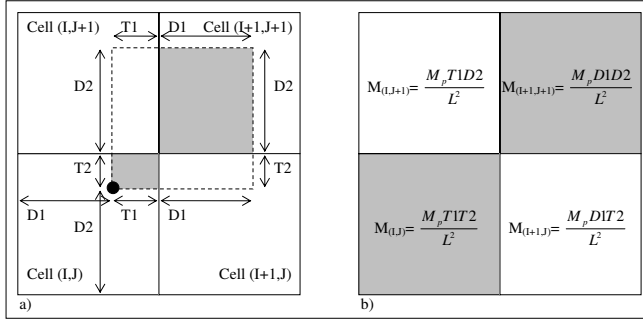 Cell (I,J+1)
T1
D1
Cell (I+1,J+1)
D2
D2
T2
T2
D1
T1
D1
D2
Cell (I,J)
Cell (I+1,J)
a)
M(I,J+1)= MpT1D2 / L²
M(I+1,J+1)= MpD1D2 / L²
M(I,J)= MpT1T2 / L²
M(I+1,J)= MpD1T2 / L²
b)